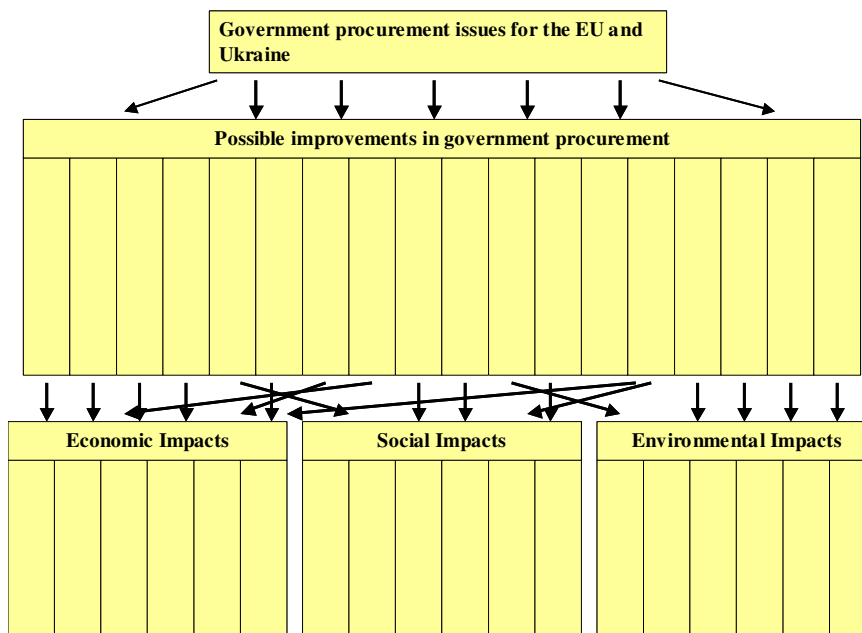 Government procurement issues for the EU and
Ukraine
Possible improvements in government procurement
Economic Impacts
Social Impacts
Environmental Impacts